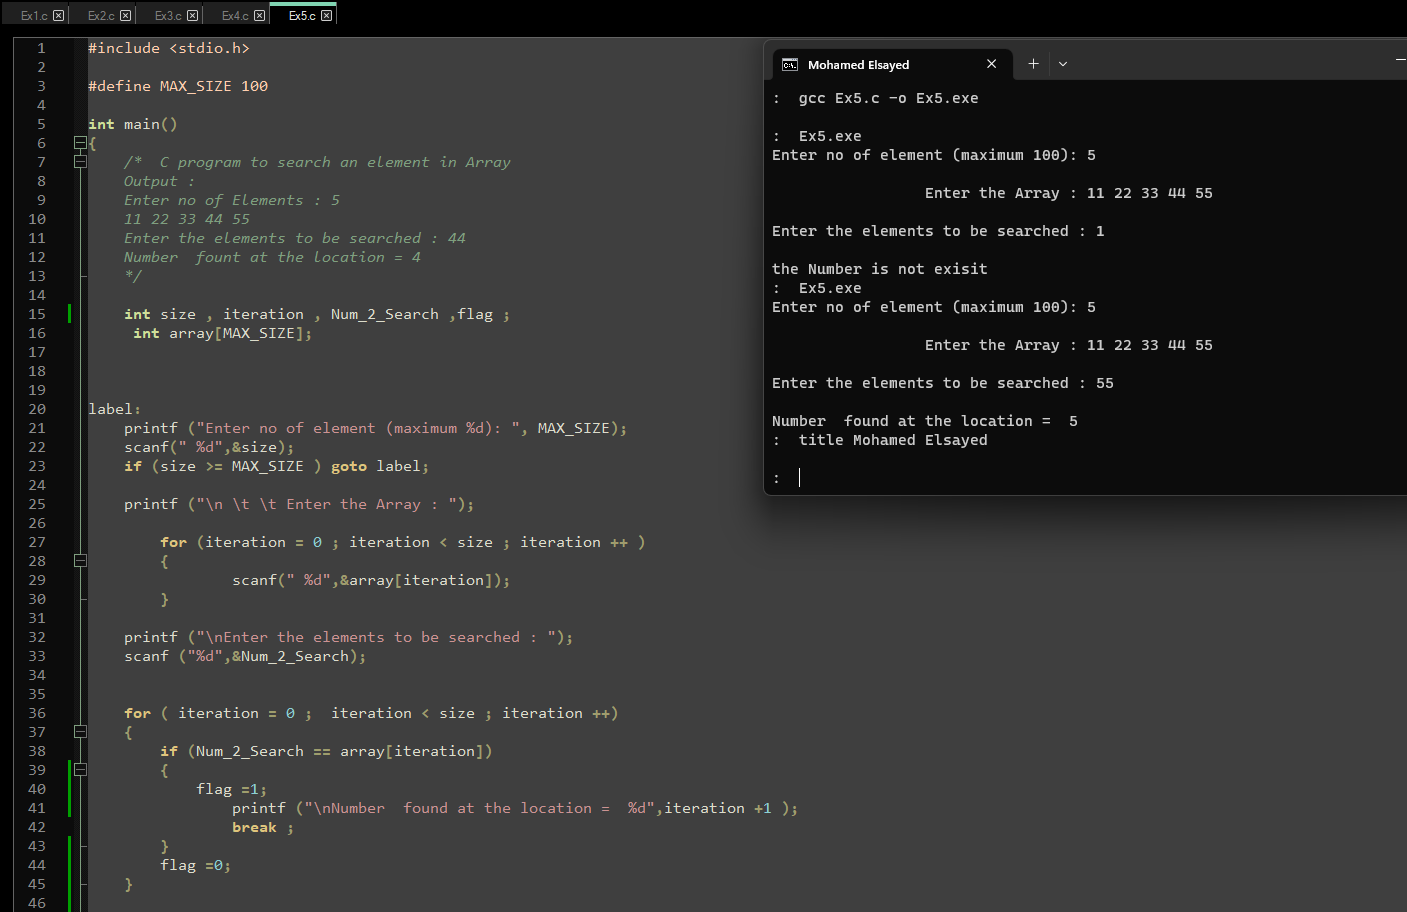 Ex1.c Ex2.c Ex3.c Ex4.c Ex5.c
1 #include <stdio.h>
2
3 #define MAX_SIZE 100
4
5 int main()
6 {
7 /*  C program to search an element in Array
8 Output :
9 Enter no of Elements : 5
10 11 22 33 44 55
11 Enter the elements to be searched : 44
12 Number  fount at the location = 4
13 */
14
15 int size , iteration , Num_2_Search ,flag ;
16 int array[MAX_SIZE];
17
18
19
20 label:
21 printf ("Enter no of element (maximum %d): ", MAX_SIZE);
22 scanf(" %d",&size);
23 if (size >= MAX_SIZE ) goto label;
24
25 printf ("\n \t \t Enter the Array : ");
26
27 for (iteration = 0 ; iteration < size ; iteration ++ )
28 {
29 scanf(" %d",&array[iteration]);
30 }
31
32 printf ("\nEnter the elements to be searched : ");
33 scanf ("%d",&Num_2_Search);
34
35
36 for ( iteration = 0 ;  iteration < size ; iteration ++)
37 {
38 if (Num_2_Search == array[iteration])
39 {
40 flag =1;
41 printf ("\nNumber  found at the location =  %d",iteration +1 );
42 break ;
43 }
44 flag =0;
45 }
46
Mohamed Elsayed
:  gcc Ex5.c -o Ex5.exe
:  Ex5.exe
Enter no of element (maximum 100): 5
Enter the Array : 11 22 33 44 55
Enter the elements to be searched : 1
the Number is not exisit
:  Ex5.exe
Enter no of element (maximum 100): 5
Enter the Array : 11 22 33 44 55
Enter the elements to be searched : 55
Number  found at the location =  5
:  title Mohamed Elsayed
: